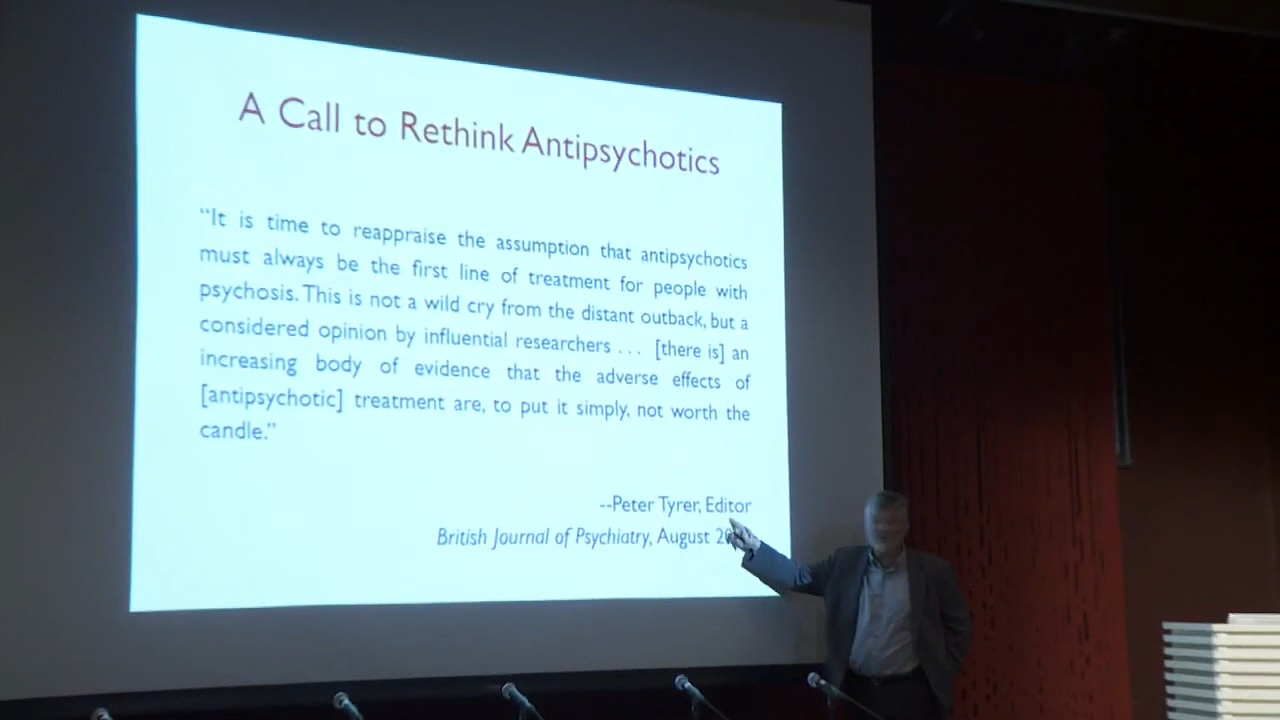 A Call to Rethink Antipsychotics
“It is time to reappraise the assumption that antipsychotics
must always be the first line of treatment for people with
psychosis. This is not a wild cry from the distant outback, but a
considered opinion by influential researchers . . . [there is] an
increasing body of evidence that the adverse effects of
[antipsychotic] treatment are, to put it simply, not worth the
candle.”
--Peter Tyrer, Editor
British Journal of Psychiatry, August